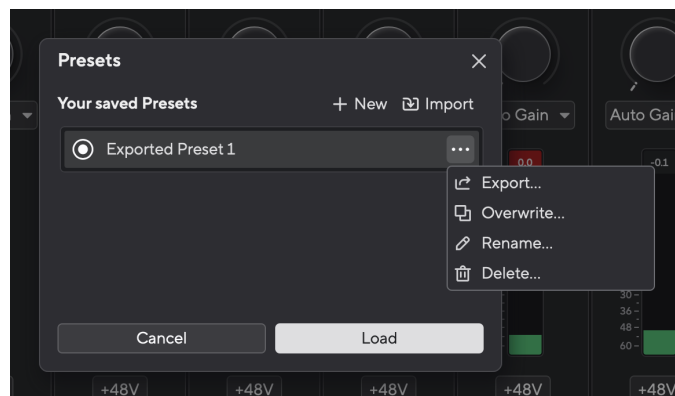 Presets
Your saved Presets
New
Import
Exported Preset 1
Export...
Overwrite...
Rename...
Delete...
Cancel
Load
o Gain
Auto Gai
0.0
-0.1
30
36
48
60
+48V
+48V
+48V
+48V
+48V